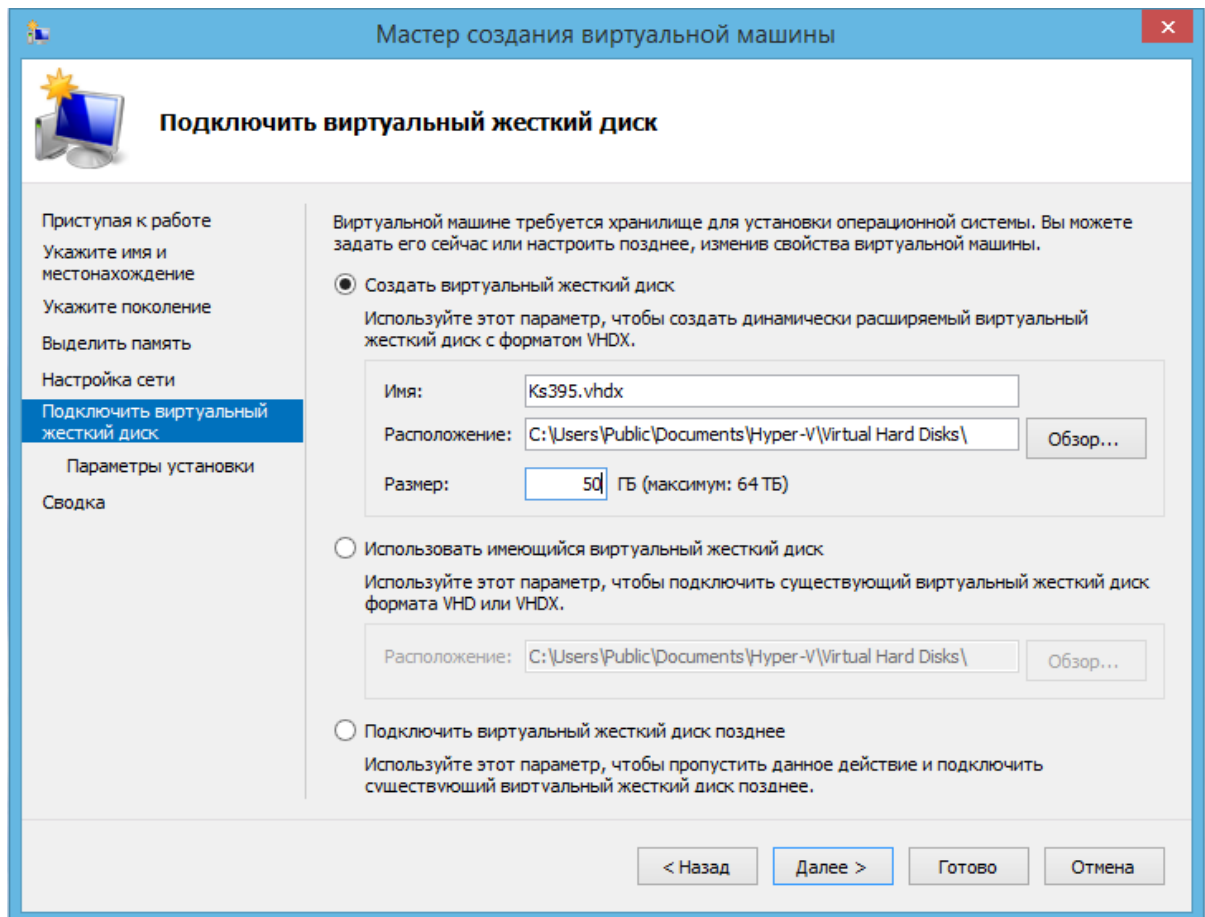 Мастер создания виртуальной машины
Подключить виртуальный жесткий диск
Приступая к работе
Укажите имя и
местонахождение
Укажите поколение
Выделить память
Настройка сети
Подключить виртуальный
жесткий диск
Параметры установки
Сводка
Виртуальной машине требуется хранилище для установки операционной системы. Вы можете
задать его сейчас или настроить позднее, изменив свойства виртуальной машины.
Создать виртуальный жесткий диск
Используйте этот параметр, чтобы создать динамически расширяемый виртуальный
жесткий диск с форматом VHDX.
Имя: Ks395.vhdx
Расположение: C:\Users\Public\Documents\Hyper-V\Virtual Hard Disks\ Обзор...
Размер: 50 ГБ (максимум: 64 ТБ)
Использовать имеющийся виртуальный жесткий диск
Используйте этот параметр, чтобы подключить существующий виртуальный жесткий диск
формата VHD или VHDX.
Расположение: C:\Users\Public\Documents\Hyper-V\Virtual Hard Disks\ Обзор...
Подключить виртуальный жесткий диск позднее
Используйте этот параметр, чтобы пропустить данное действие и подключить
существующий виртуальный жесткий диск позднее.
< Назад Далее > Готово Отмена